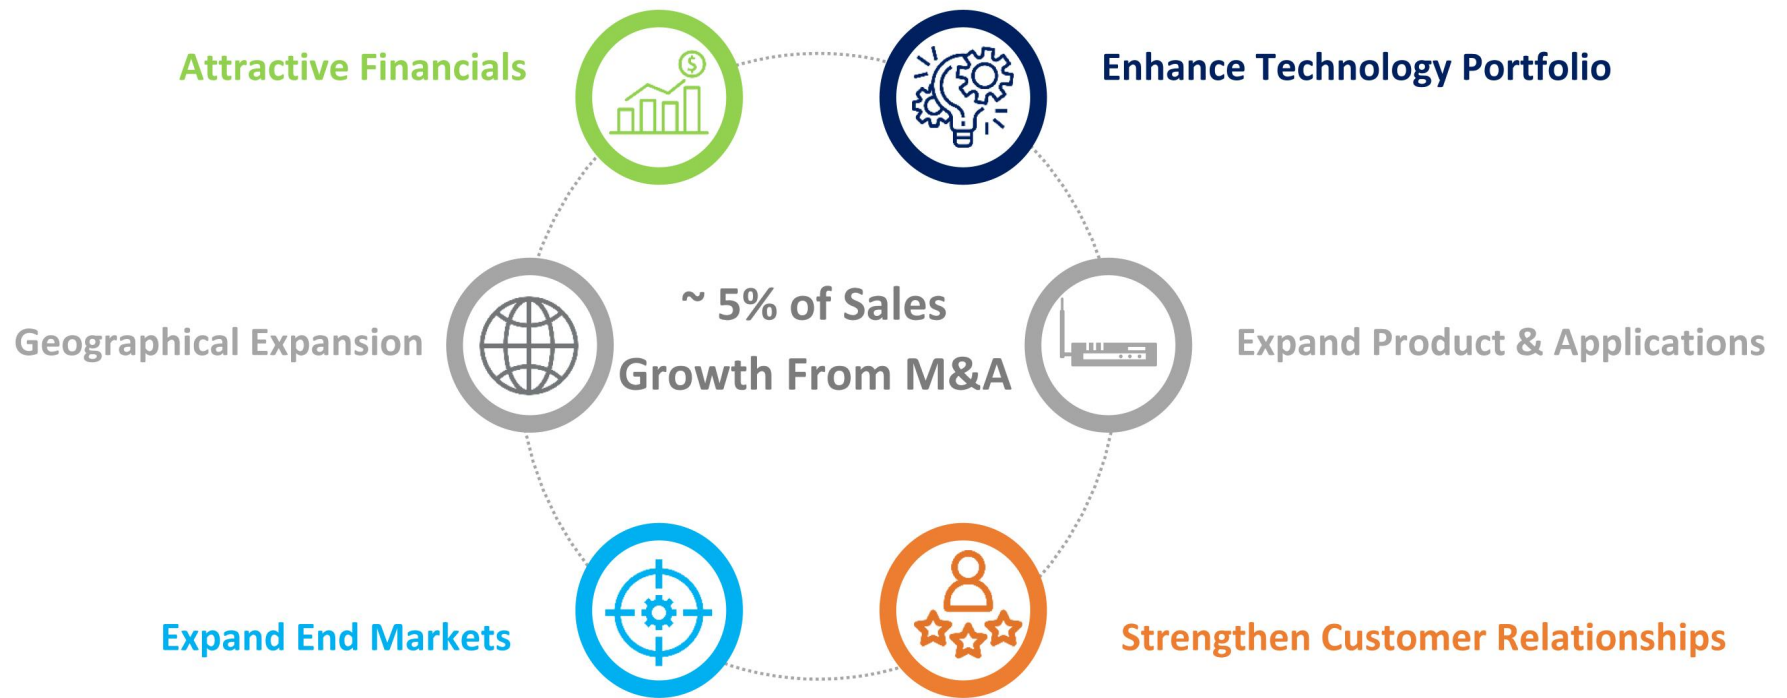 Attractive Financials
Enhance Technology Portfolio
$
Geographical Expansion
~ 5% of Sales
Growth From M&A
Expand Product & Applications
Expand End Markets
Strengthen Customer Relationships